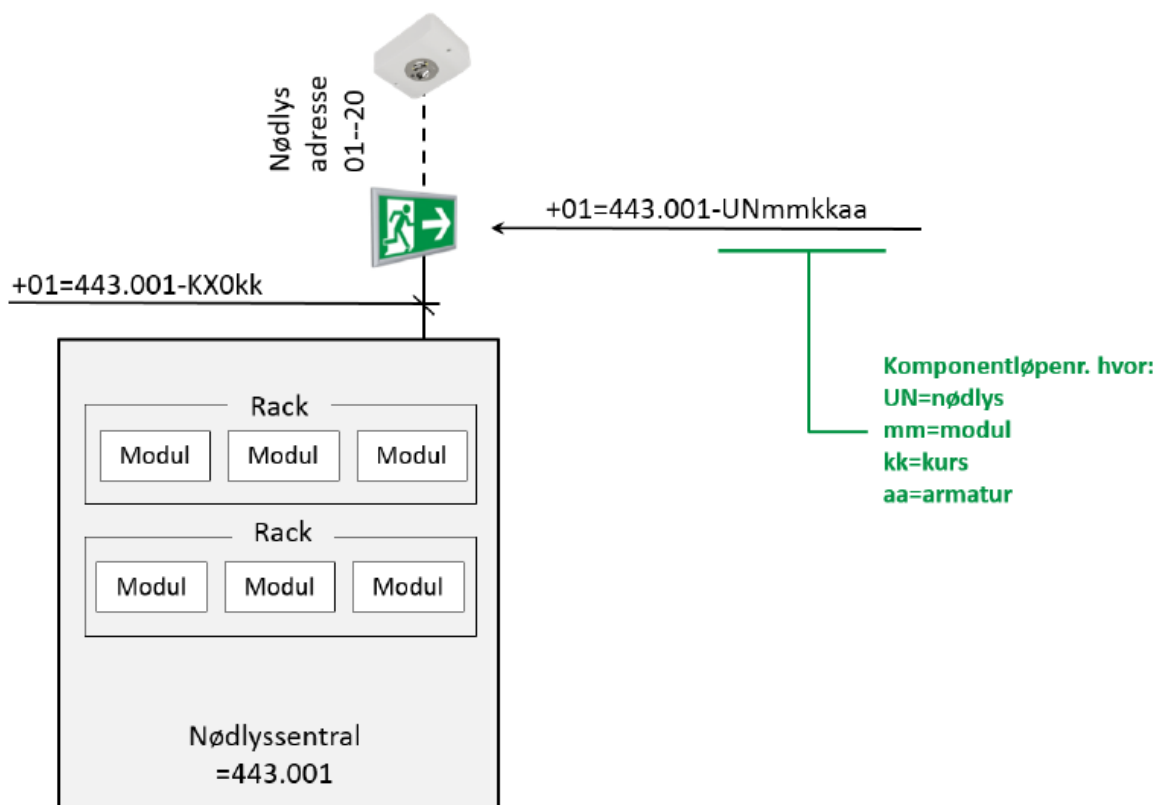 Nødlys
adresse
01--20
+01=443.001-UNmmkkaa
+01=443.001-KX0kk
Komponentløpenr. hvor:
UN=nødlys
mm=modul
kk=kurs
aa=armatur
Rack
Modul Modul Modul
Rack
Modul Modul Modul
Nødlyssentral
=443.001